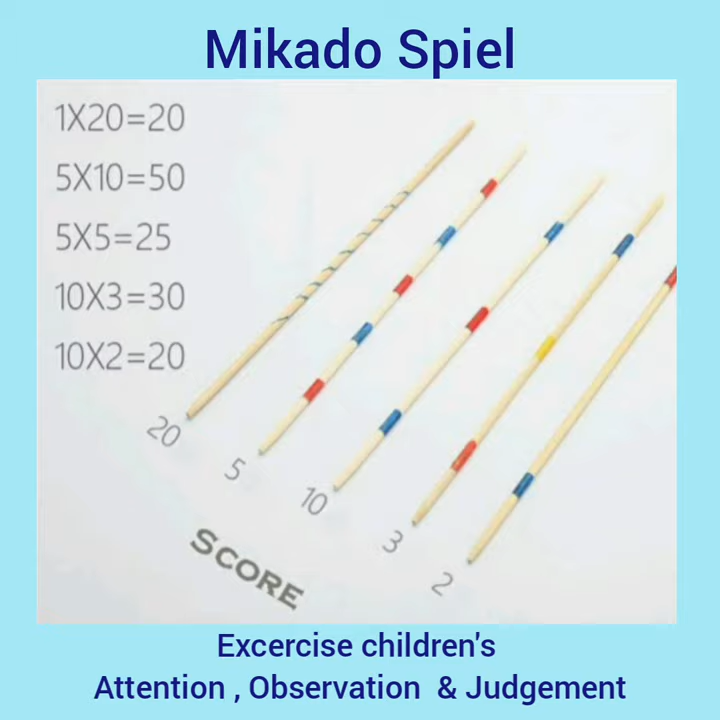 Mikado Spiel
1X20=20
5X10=50
5X5=25
10X3=30
10X2=20
20
5
10
3
2
SCORE
Excercise children's
Attention , Observation & Judgement